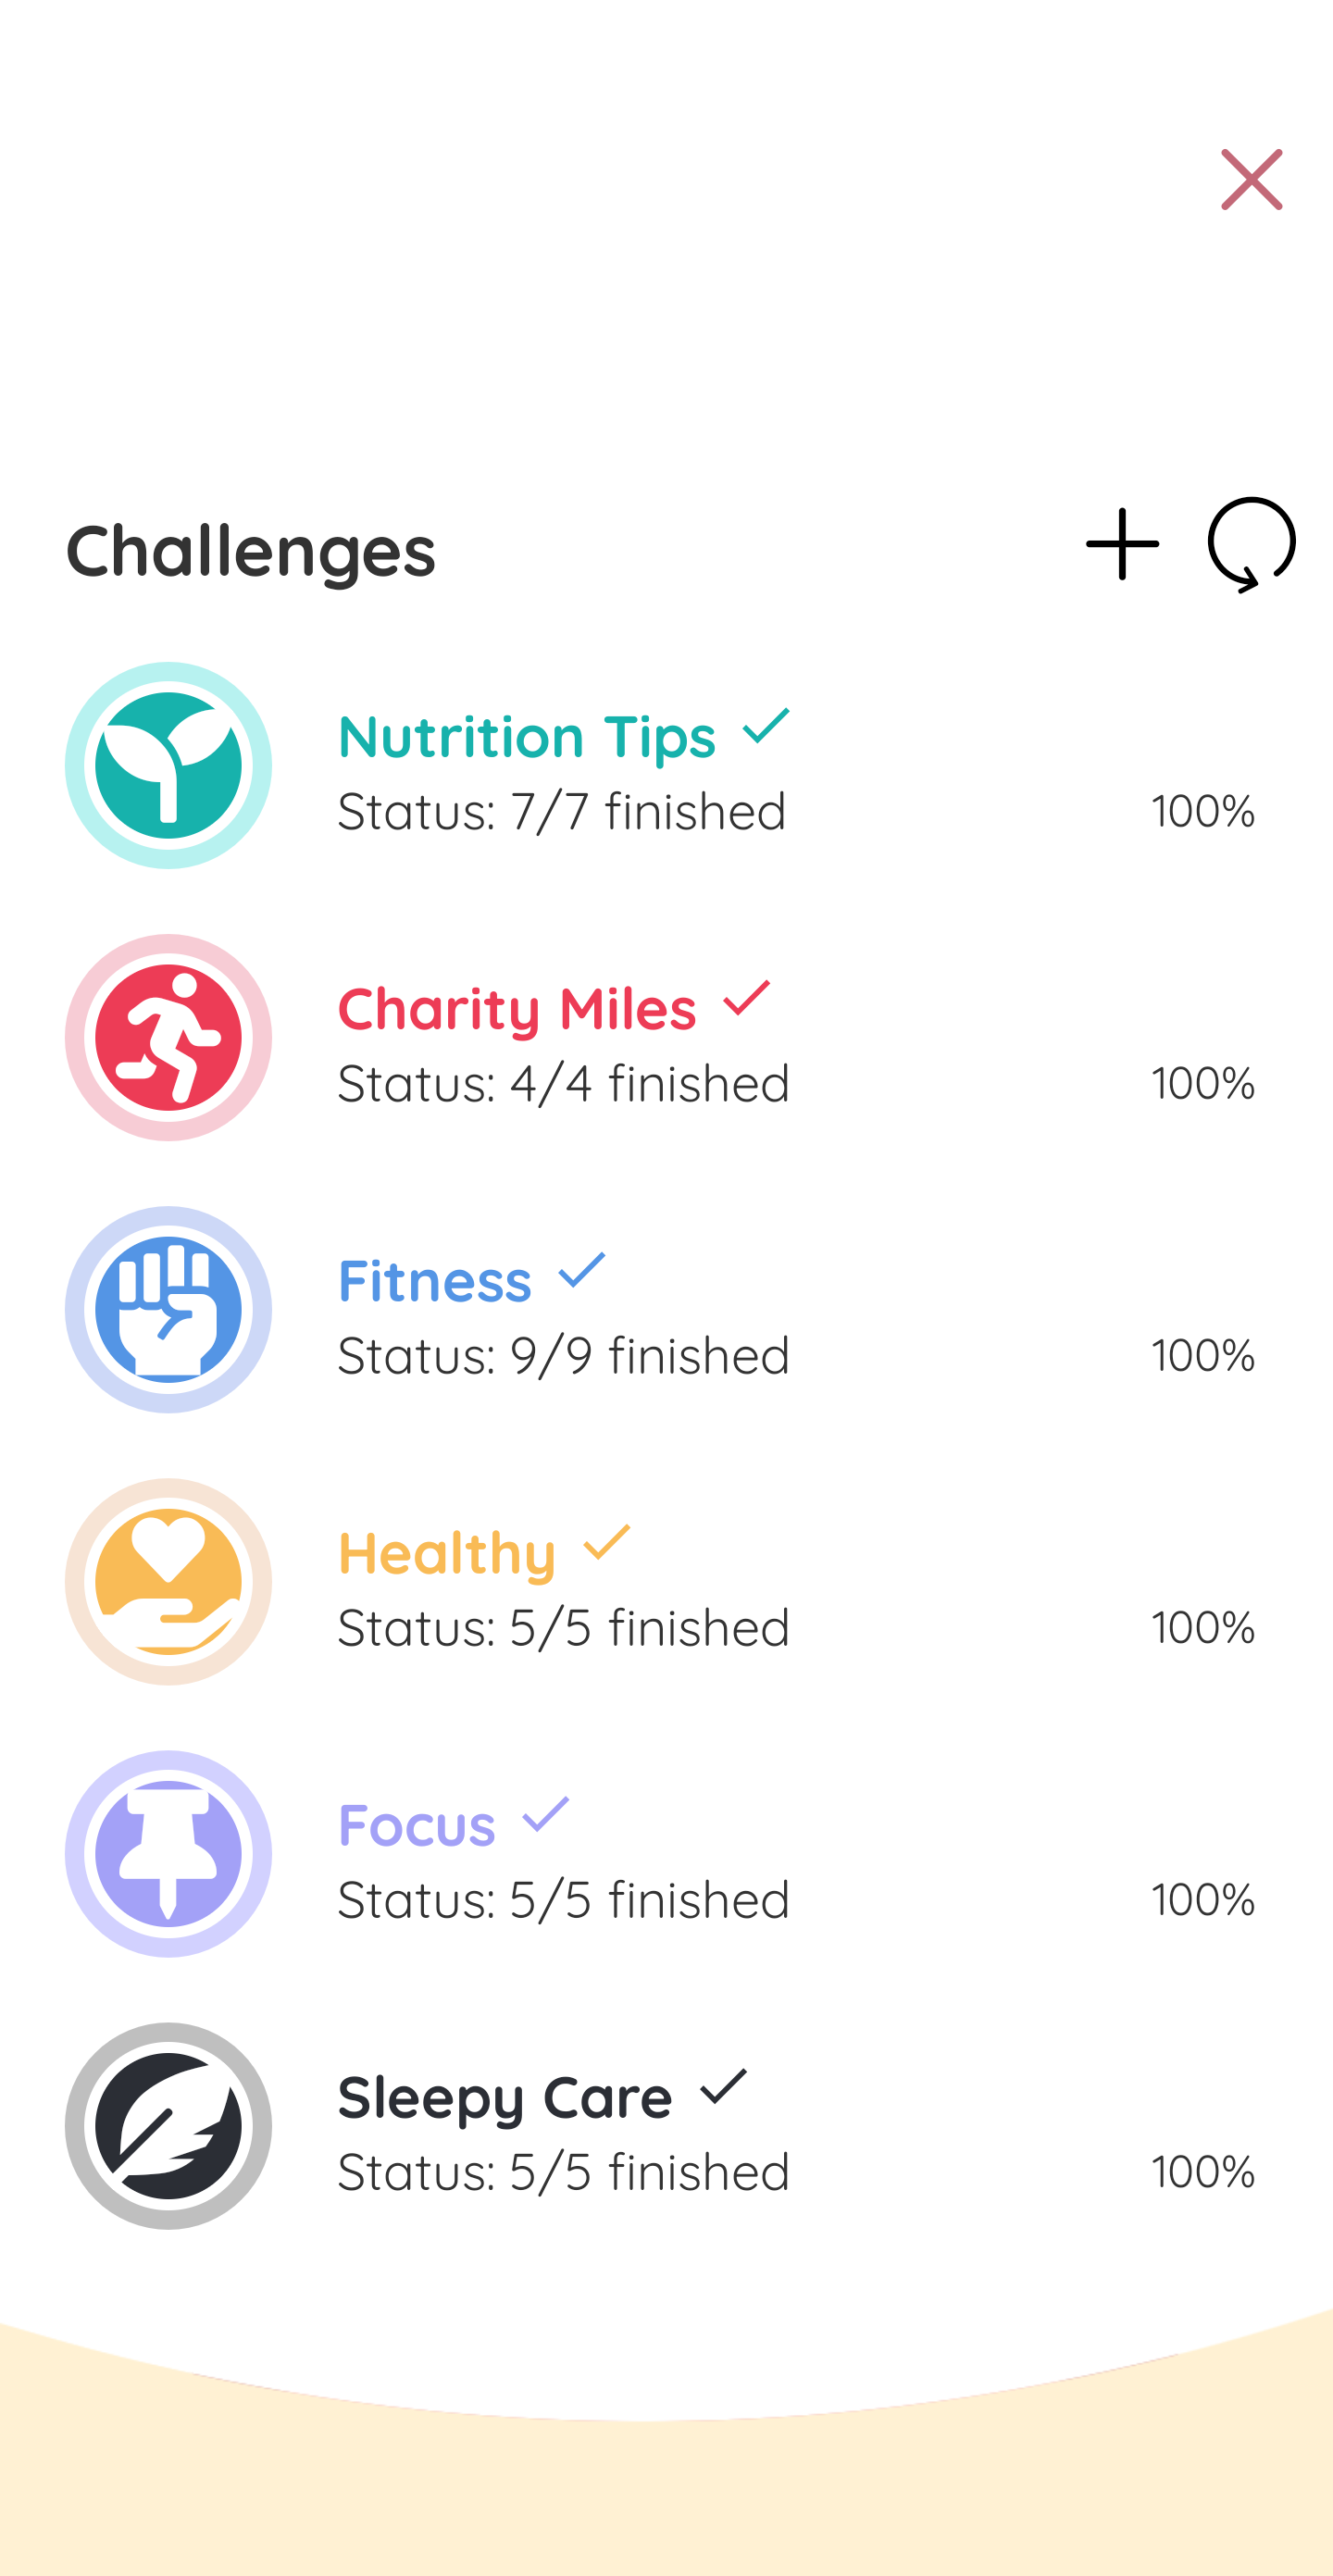 Challenges
Nutrition Tips
Status: 7/7 finished
100%
Charity Miles
Status: 4/4 finished
100%
Fitness
Status: 9/9 finished
100%
Healthy
Status: 5/5 finished
100%
Focus
Status: 5/5 finished
100%
Sleepy Care
Status: 5/5 finished
100%